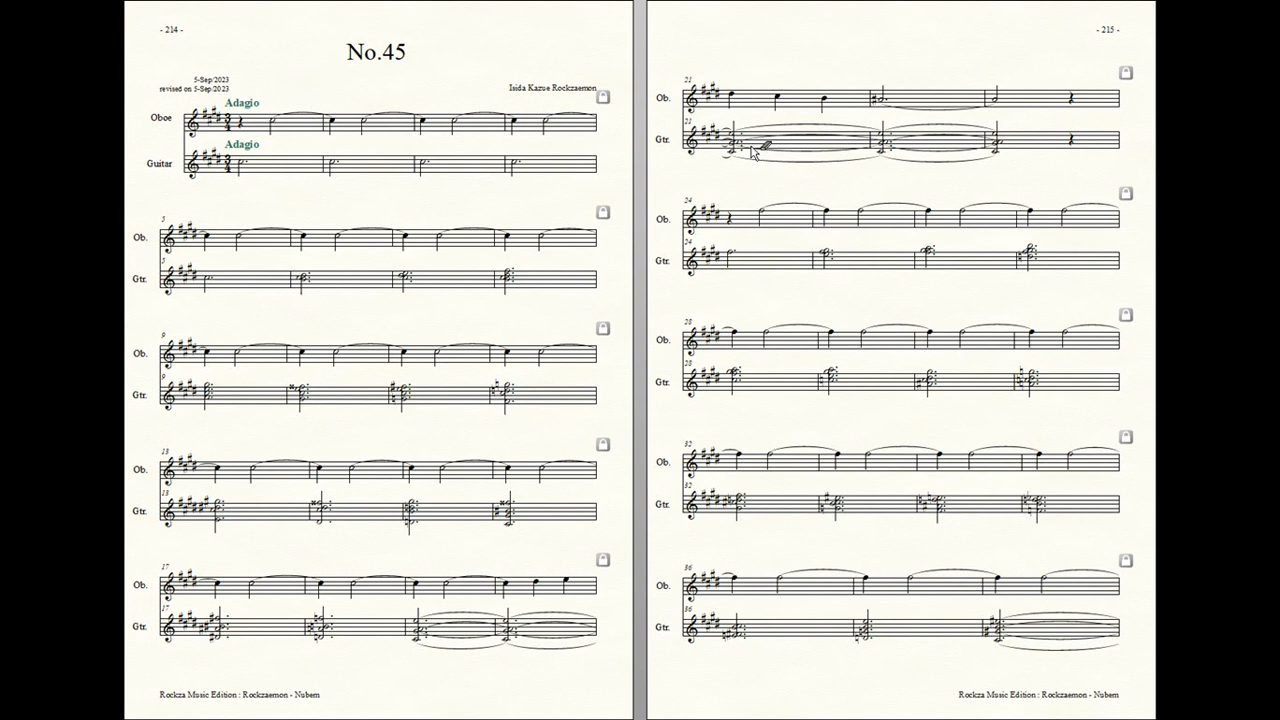 - 214 -
No.45
5-Sep/2023
revised on 5-Sep/2023
Isida Kazue Rockzaemon
Adagio
Oboe
Adagio
Guitar
5
Ob.
5
Gtr.
9
Ob.
9
Gtr.
13
Ob.
13
Gtr.
17
Ob.
17
Gtr.
Rockza Music Edition : Rockzaemon - Nubem
- 215 -
21
Ob.
21
Gtr.
24
Ob.
24
Gtr.
28
Ob.
28
Gtr.
32
Ob.
32
Gtr.
36
Ob.
36
Gtr.
Rockza Music Edition : Rockzaemon - Nubem